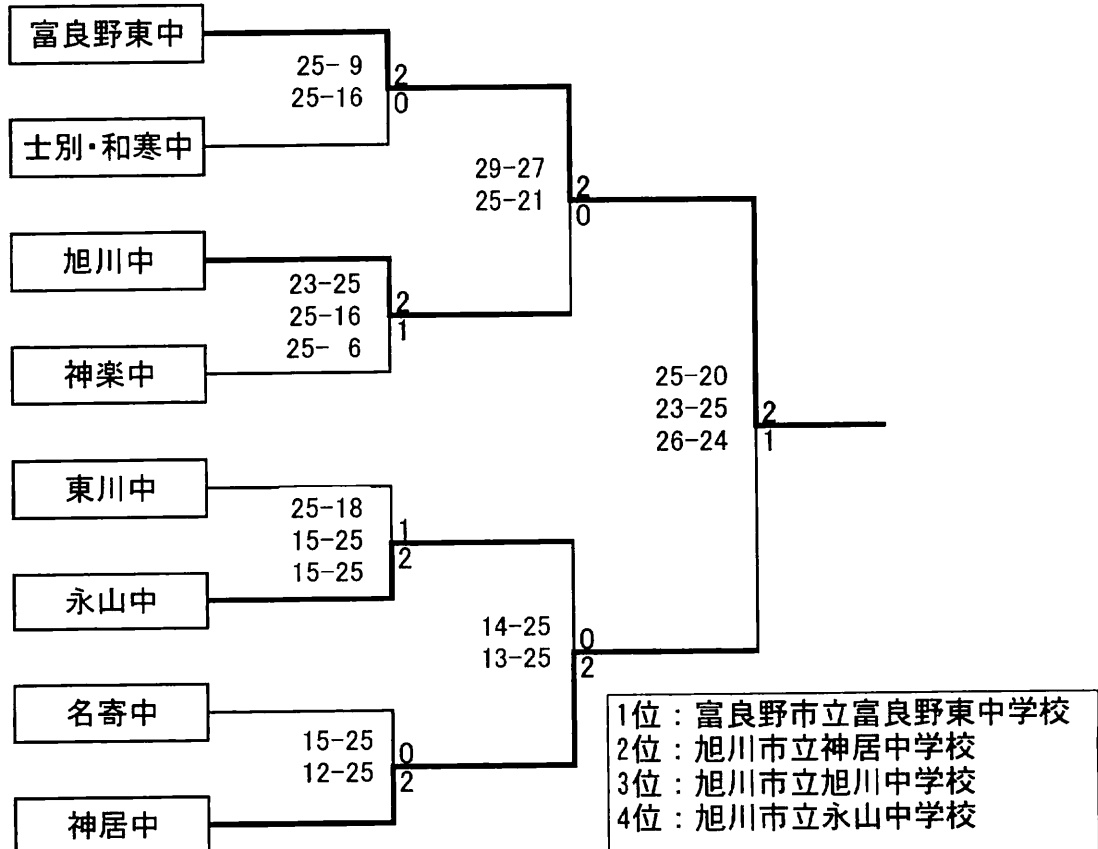 富良野東中
25- 9
25-16
2
0
士別・和寒中
29-27
25-21
2
0
旭川中
23-25
25-16
25- 6
2
1
神楽中
25-20
23-25
26-24
2
1
東川中
25-18
15-25
15-25
1
2
永山中
14-25
13-25
0
2
名寄中
15-25
12-25
0
2
神居中
1位：富良野市立富良野東中学校
2位：旭川市立神居中学校
3位：旭川市立旭川中学校
4位：旭川市立永山中学校